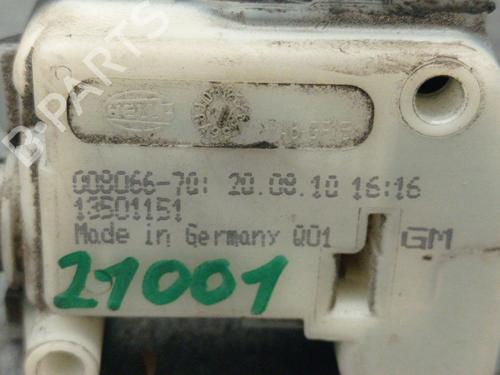 B-PARTS
HELLA
008066-70: 20.08.10 16:16
13501151
Made in Germany Q01 GM
21001